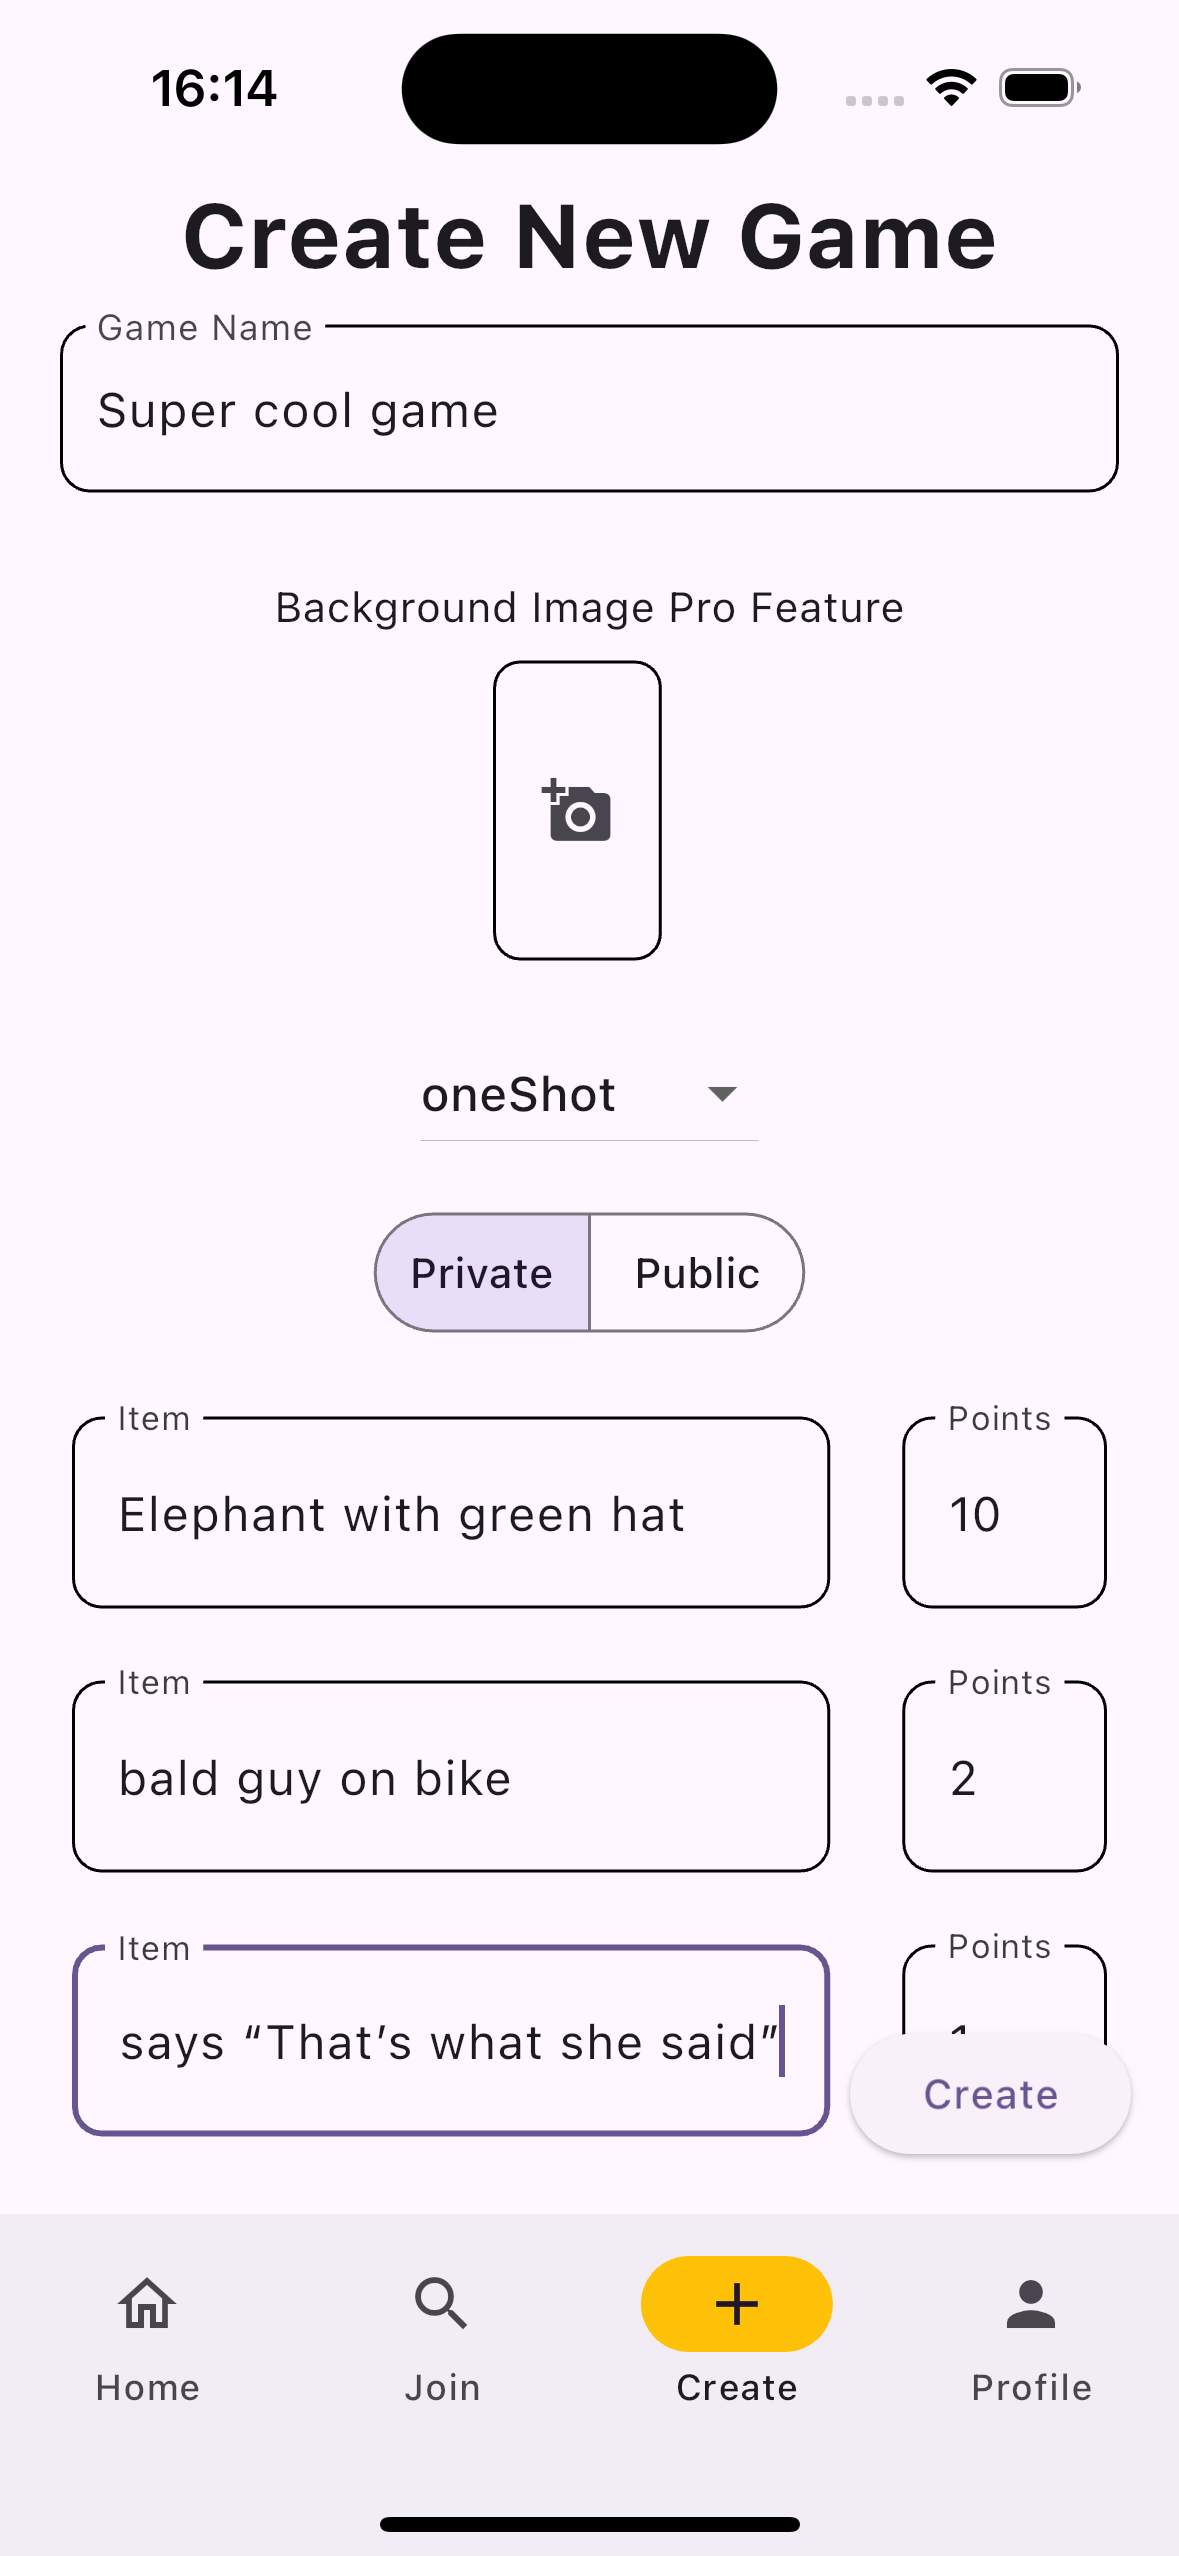 16:14
Create New Game
Game Name
Super cool game
Background Image Pro Feature
oneShot
Private Public
Item Points
Elephant with green hat 10
Item Points
bald guy on bike 2
Item Points
says “That’s what she said”
Create
Home Join Create Profile